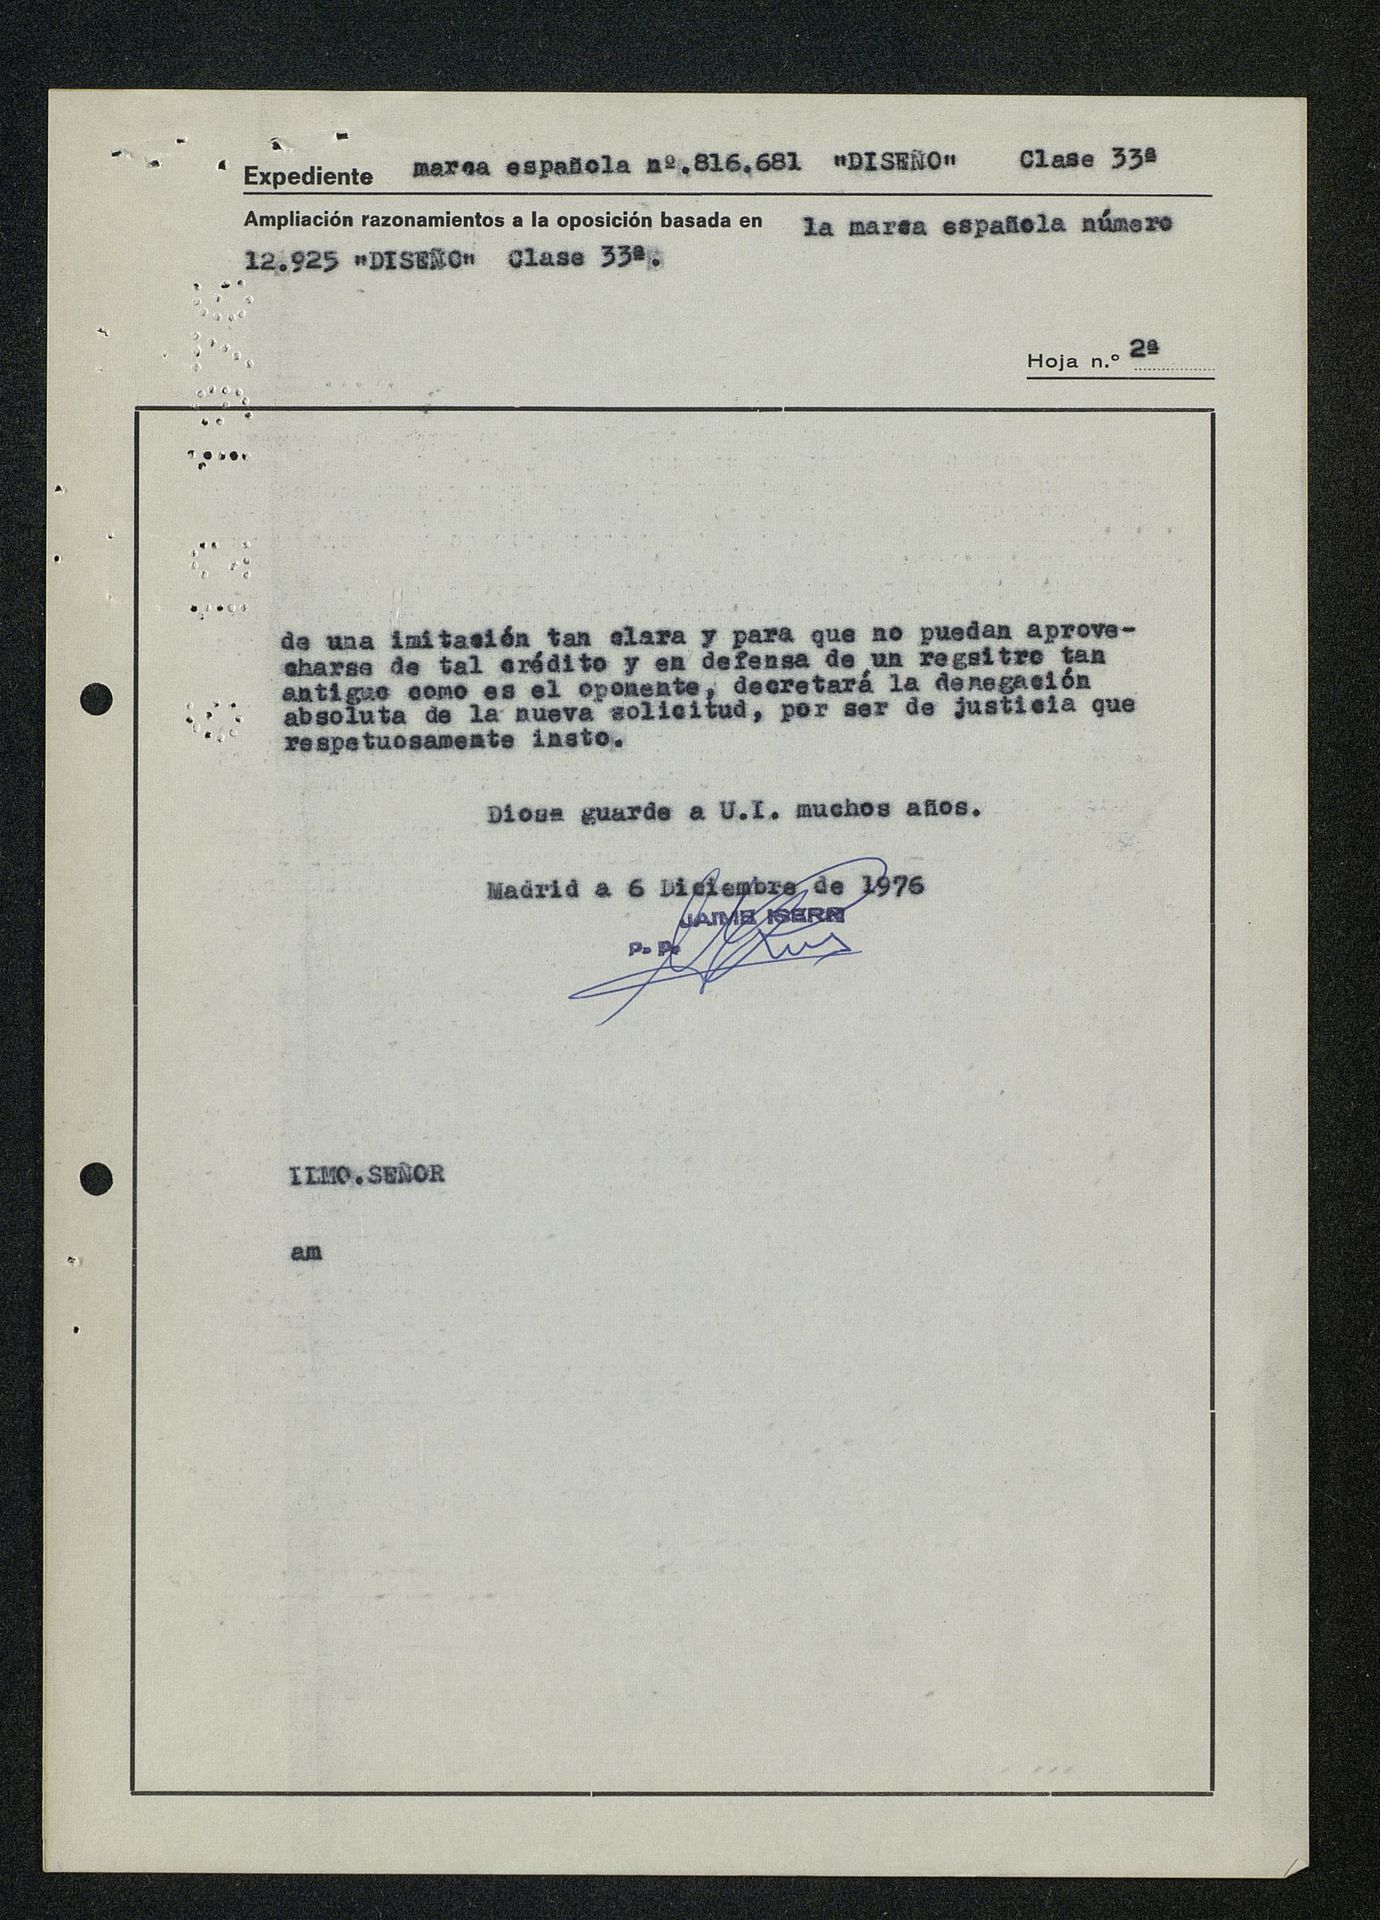 Expediente marca española nº.816.681 "DISEÑO" Clase 33ª
Ampliación razonamientos a la oposición basada en la marca española número
12.925 "DISEÑO" Clase 33ª.
Hoja n.º 2ª
de una imitación tan clara y para que no puedan aprove-
charse de tal crédito y en defensa de un regsitro tan
antiguo como es el oponente, decretará la denegación
absoluta de la nueva solicitud, por ser de justicia que
respetuosamente insto.
Diosa guarde a U.I. muchos años.
Madrid a 6 Diciembre de 1976
JAIME ISERN
P. P.
ILMO.SEÑOR
am